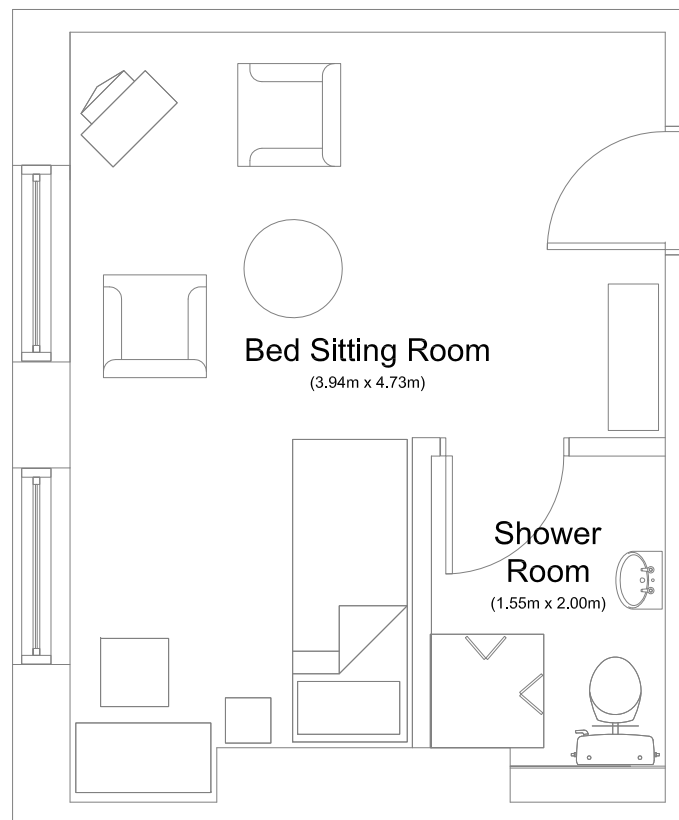 Bed Sitting Room
(3.94m x 4.73m)
Shower
Room
(1.55m x 2.00m)